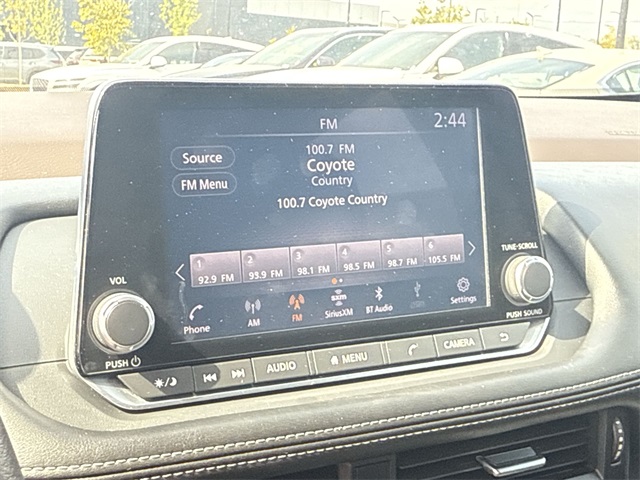 FM
2:44
Source
100.7 FM
Coyote
Country
FM Menu
100.7 Coyote Country
1 2 3 4 5 6
92.9 FM 93.9 FM 98.1 FM 98.5 FM 98.7 FM 105.5 FM
Phone AM FM SiriusXM BT Audio Settings
sxm
VOL
PUSH
TUNE·SCROLL
PUSH SOUND
AUDIO
MENU
CAMERA